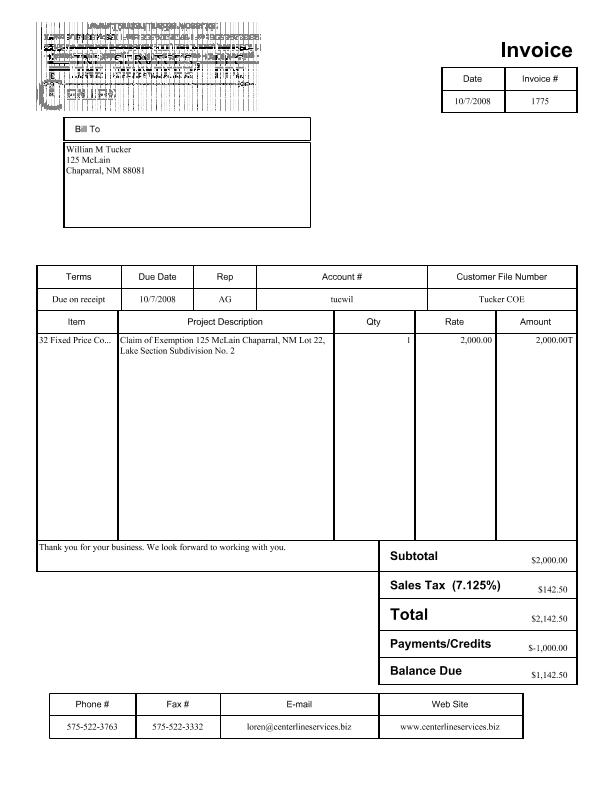 Invoice
Date Invoice #
10/7/2008 1775
Bill To
Willian M Tucker
125 McLain
Chaparral, NM 88081
Terms Due Date Rep Account # Customer File Number
Due on receipt 10/7/2008 AG tucwil Tucker COE
Item Project Description Qty Rate Amount
32 Fixed Price Co... Claim of Exemption 125 McLain Chaparral, NM Lot 22, 1 2,000.00 2,000.00T
Lake Section Subdivision No. 2
Thank you for your business. We look forward to working with you.
Subtotal $2,000.00
Sales Tax (7.125%) $142.50
Total $2,142.50
Payments/Credits $-1,000.00
Balance Due $1,142.50
Phone # Fax # E-mail Web Site
575-522-3763 575-522-3332 loren@centerlineservices.biz www.centerlineservices.biz